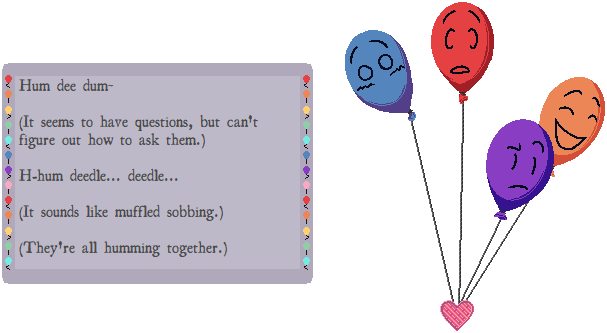 Hum dee dum~
(It seems to have questions, but can't
figure out how to ask them.)
H-hum deedle... deedle...
(It sounds like muffled sobbing.)
(They're all humming together.)